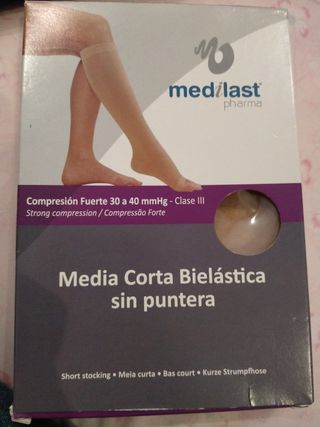 medilast
pharma
Compresión Fuerte 30 a 40 mmHg - Clase III
Strong compression / Compressão Forte
Media Corta Bielástica
sin puntera
Short stocking • Meia curta • Bas court • Kurze Strumpfhose